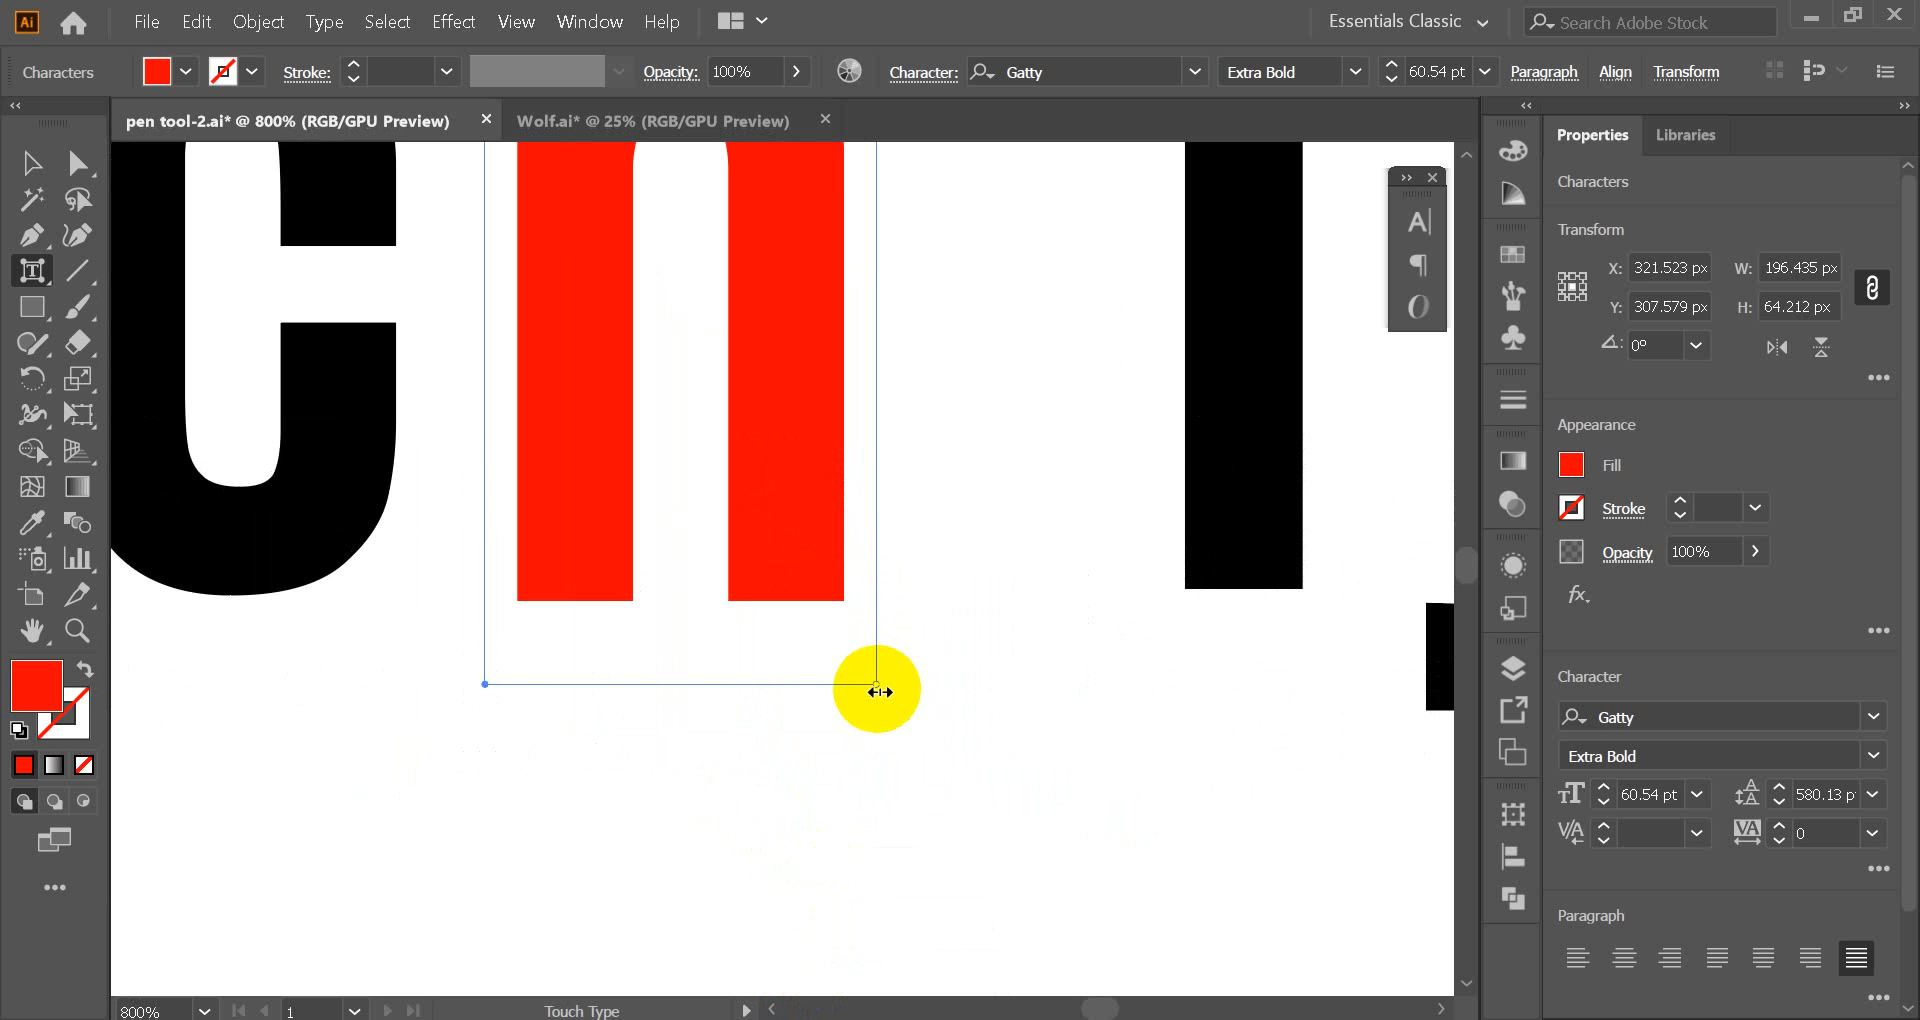 Ai File Edit Object Type Select Effect View Window Help Essentials Classic Search Adobe Stock
Characters Stroke: Opacity: 100% Character: Gatty Extra Bold 60.54 pt Paragraph Align Transform
pen tool-2.ai* @ 800% (RGB/GPU Preview) Wolf.ai* @ 25% (RGB/GPU Preview)
Properties Libraries
Characters
Transform
X: 321.523 px W: 196.435 px
Y: 307.579 px H: 64.212 px
0°
Appearance
Fill
Stroke
Opacity 100%
fx.
Character
Gatty
Extra Bold
60.54 pt 580.13 p
0
Paragraph
cn
800% 1 Touch Type